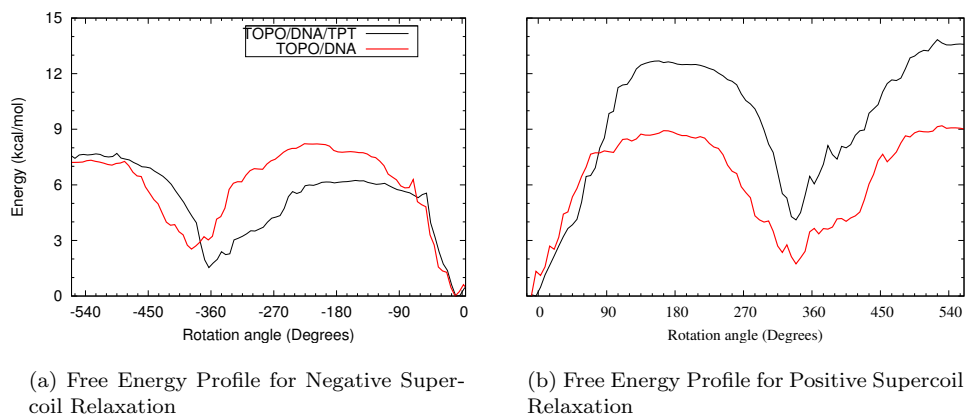 15
12
9
6
3
0
Energy (kcal/mol)
TOPO/DNA/TPT
TOPO/DNA
-540 -450 -360 -270 -180 -90 0
Rotation angle (Degrees)
0 90 180 270 360 450 540
Rotation angle (Degrees)
(a) Free Energy Profile for Negative Super-
coil Relaxation
(b) Free Energy Profile for Positive Supercoil
Relaxation